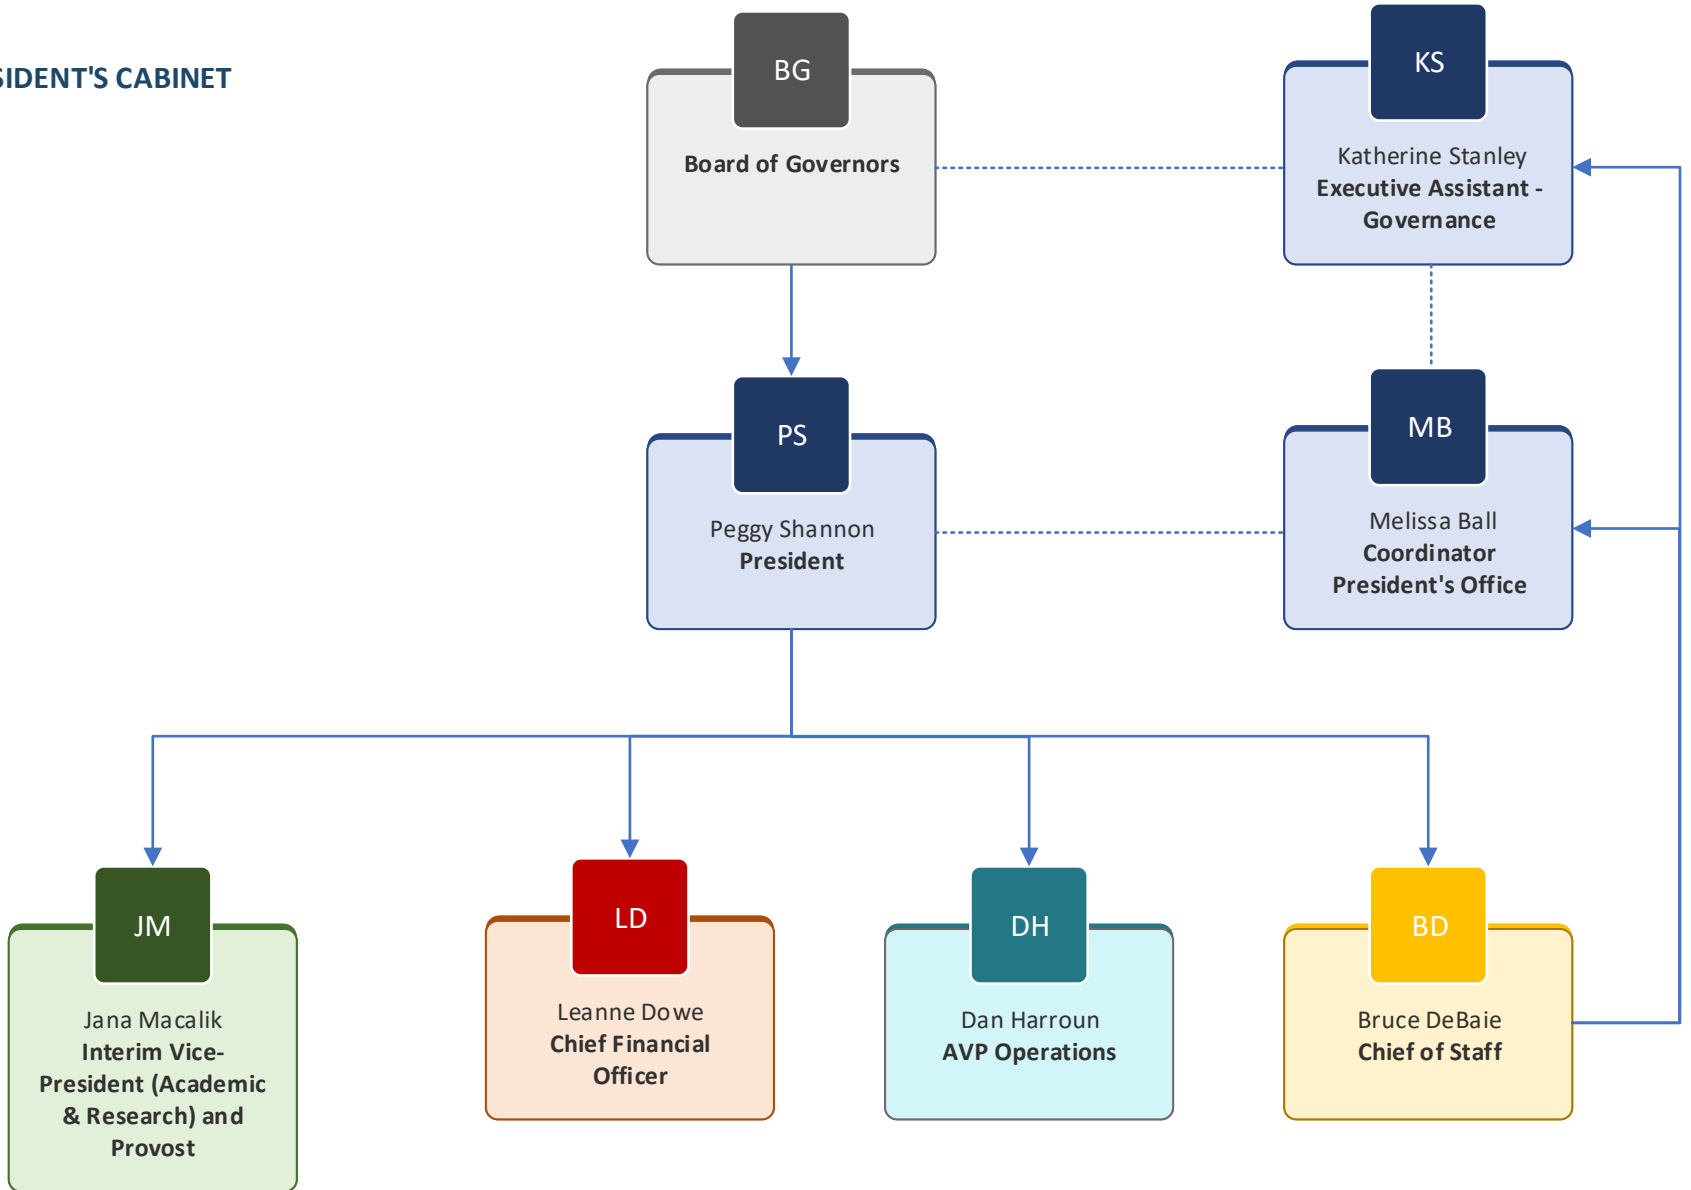 SIDENT'S CABINET
BG
Board of Governors
KS
Katherine Stanley
Executive Assistant -
Governance
PS
Peggy Shannon
President
MB
Melissa Ball
Coordinator
President's Office
JM
Jana Macalik
Interim Vice-
President (Academic
& Research) and
Provost
LD
Leanne Dowe
Chief Financial
Officer
DH
Dan Harroun
AVP Operations
BD
Bruce DeBaie
Chief of Staff